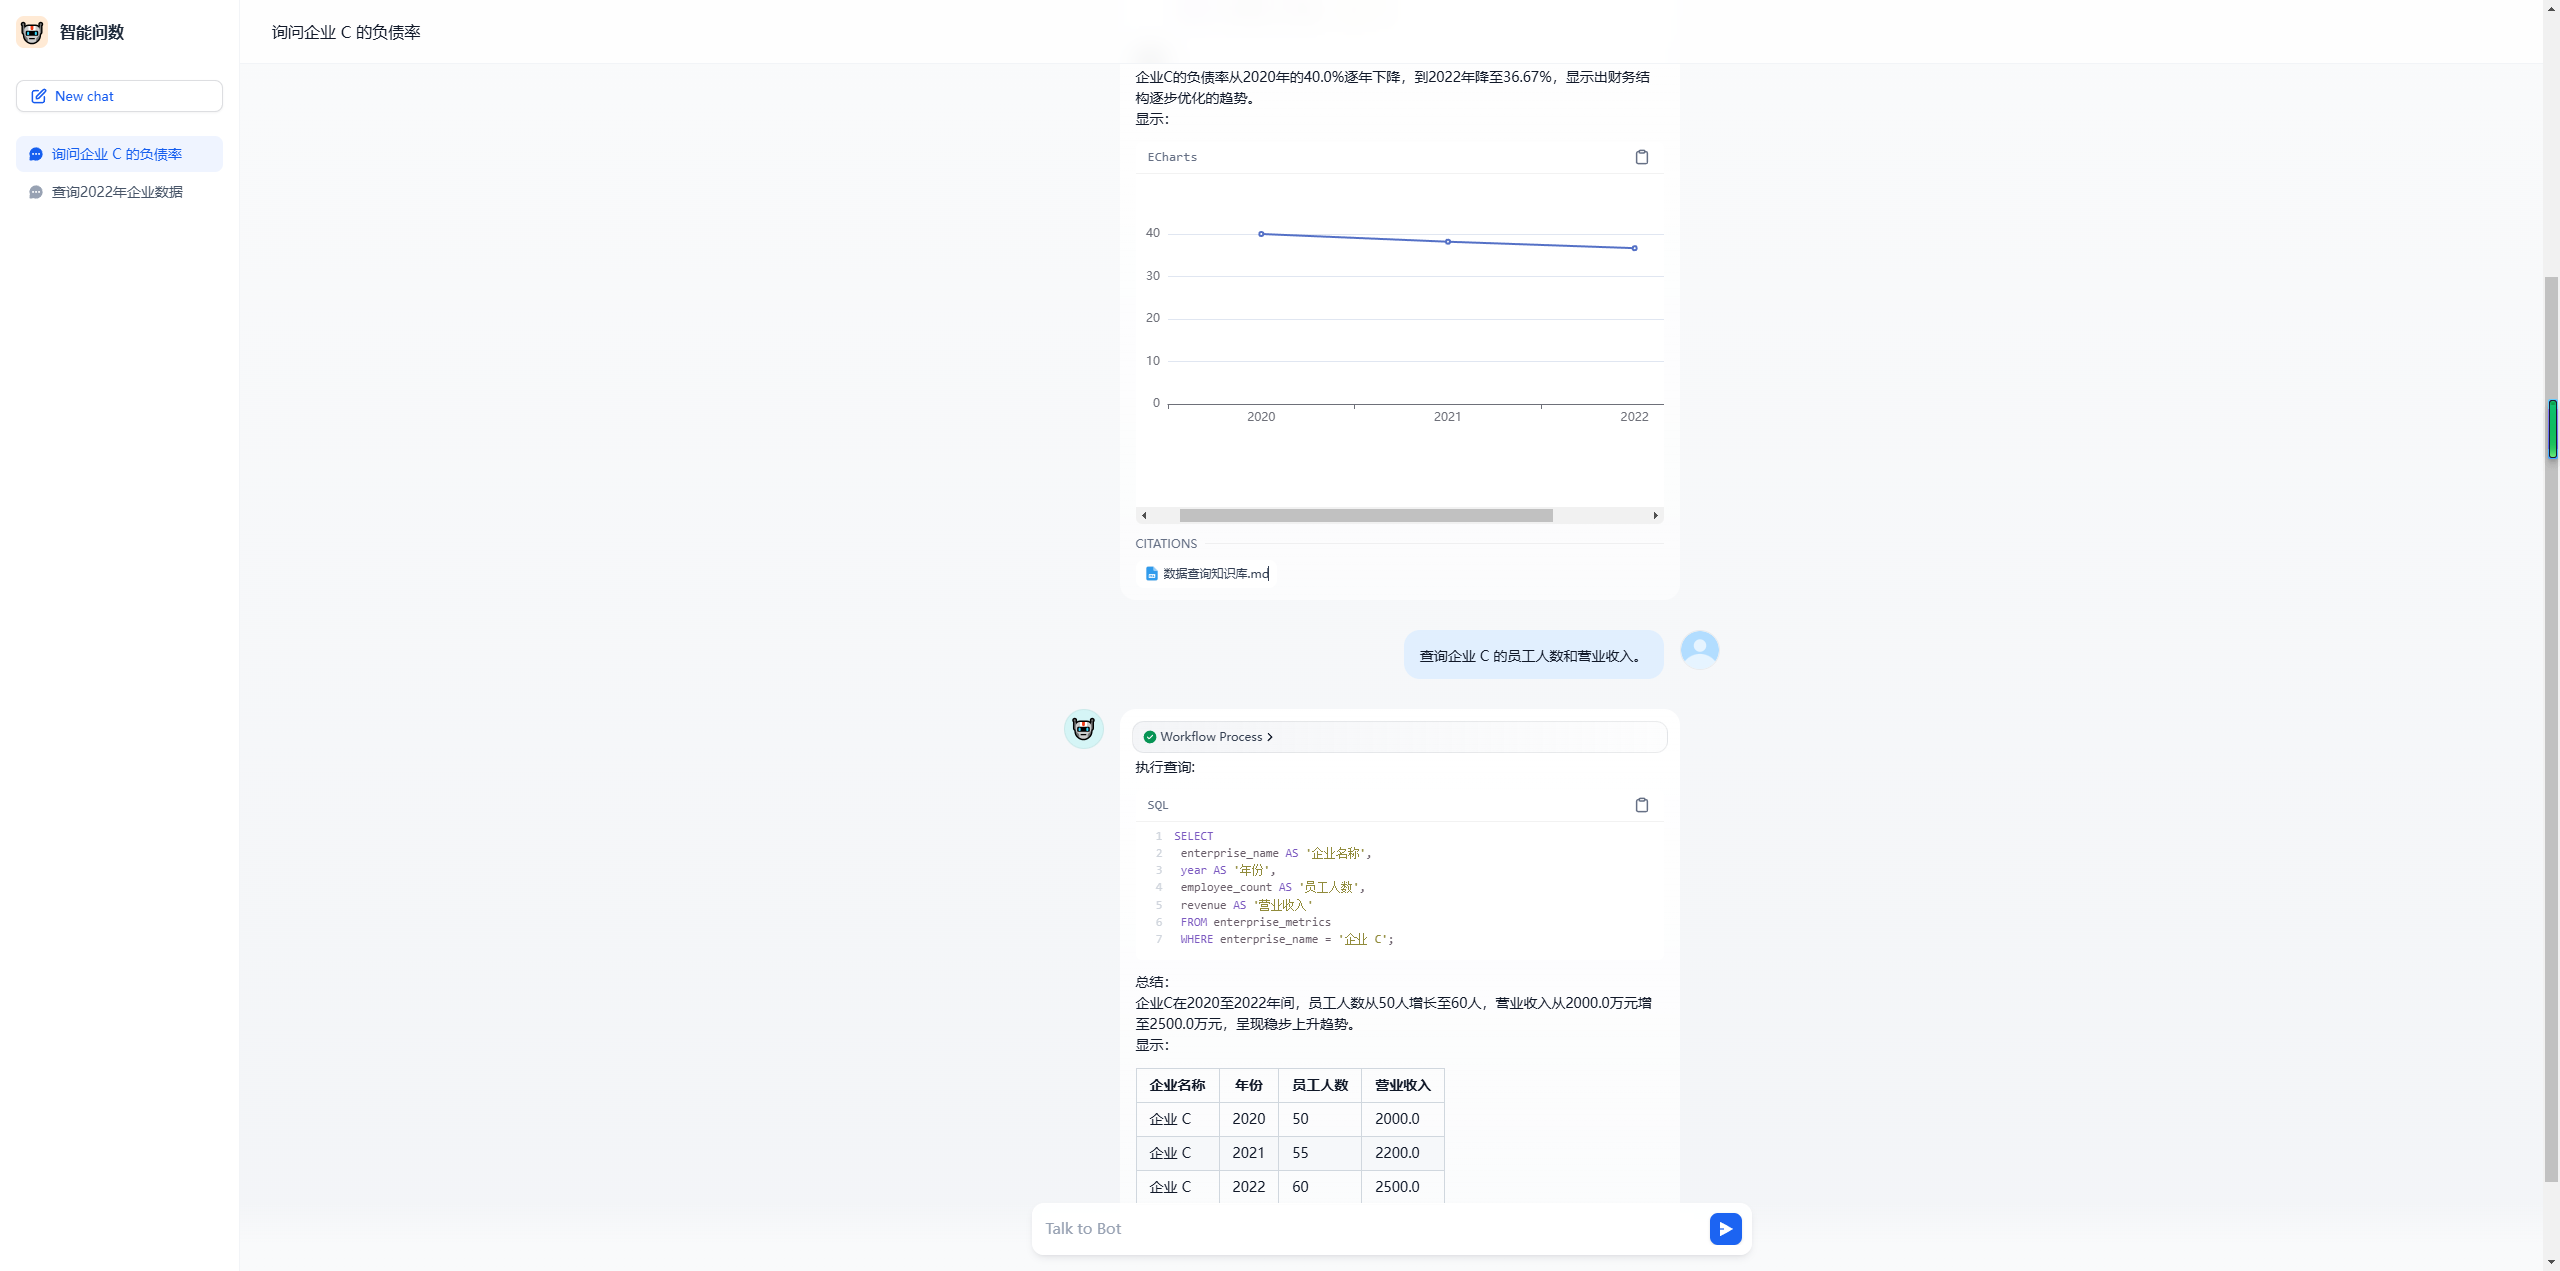 智能问数
New chat
询问企业 C 的负债率
查询2022年企业数据
询问企业 C 的负债率
企业C的负债率从2020年的40.0%逐年下降，到2022年降至36.67%，显示出财务结
构逐步优化的趋势。
显示：
ECharts
40
30
20
10
0
2020 2021 2022
CITATIONS
数据查询知识库.md
查询企业 C 的员工人数和营业收入。
Workflow Process
执行查询:
SQL
1 SELECT
2 enterprise_name AS '企业名称',
3 year AS '年份',
4 employee_count AS '员工人数',
5 revenue AS '营业收入'
6 FROM enterprise_metrics
7 WHERE enterprise_name = '企业 C';
总结：
企业C在2020至2022年间，员工人数从50人增长至60人，营业收入从2000.0万元增
至2500.0万元，呈现稳步上升趋势。
显示：
企业名称 年份 员工人数 营业收入
企业 C 2020 50 2000.0
企业 C 2021 55 2200.0
企业 C 2022 60 2500.0
Talk to Bot